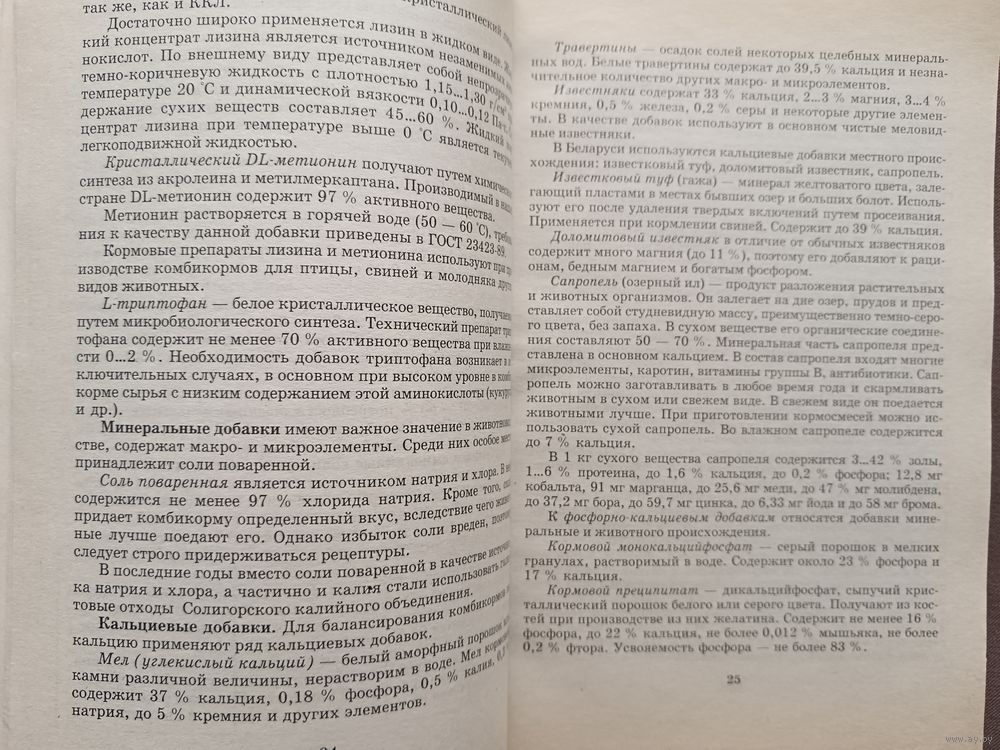 так же, как и ККЛ. кристаллический
Достаточно широко применяется лизин в жидком виде.
кий концентрат лизина является источником незаменимых
нокислот. По внешнему виду представляет собой непрозрачную
темно-коричневую жидкость с плотностью 1,15...1,30 г/см³
температуре 20 °С и динамической вязкости 0,10...0,12 Па·с.
держание сухих веществ составляет 45...60 %. Жидкий
центрат лизина при температуре выше 0 °С является текучей
легкоподвижной жидкостью.
Кристаллический DL-метионин получают путем химического
синтеза из акролеина и метилмеркаптана. Производимый в нашей
стране DL-метионин содержит 97 % активного вещества.
Метионин растворяется в горячей воде (50 — 60 °С),
ния к качеству данной добавки приведены в ГОСТ 23423-89.
Кормовые препараты лизина и метионина используют при
изводстве комбикормов для птицы, свиней и молодняка
видов животных.
L-триптофан — белое кристаллическое вещество,
путем микробиологического синтеза. Технический препарат
тофана содержит не менее 70 % активного вещества при
сти 0...2 %. Необходимость добавок триптофана возникает в
ключительных случаях, в основном при высоком уровне в
корме сырья с низким содержанием этой аминокислоты
и др.).
Минеральные добавки имеют важное значение в
стве, содержат макро- и микроэлементы. Среди них особое
принадлежит соли поваренной.
Соль поваренная является источником натрия и хлора. В
содержится не менее 97 % хлорида натрия. Кроме того,
придает комбикорму определенный вкус, вследствие чего
ные лучше поедают его. Однако избыток соли вреден,
следует строго придерживаться рецептуры.
В последние годы вместо соли поваренной в качестве
ка натрия и хлора, а частично и калия стали использовать
товые отходы Солигорского калийного объединения.
Кальциевые добавки. Для балансирования комбикормов
кальцию применяют ряд кальциевых добавок.
Мел (углекислый кальций) — белый аморфный порошок
камни различной величины, нерастворим в воде. Мел
содержит 37 % кальция, 0,18 % фосфора, 0,5 % калия,
натрия, до 5 % кремния и других элементов.
Травертины — осадок солей некоторых целебных минераль-
ных вод. Белые травертины содержат до 39,5 % кальция и незна-
чительное количество других макро- и микроэлементов.
Известняки содержат 33 % кальция, 2...3 % магния, 3...4 %
кремния, 0,5 % железа, 0,2 % серы и некоторые другие элемен-
ты. В качестве добавок используют в основном чистые меловид-
ные известняки.
В Беларуси используются кальциевые добавки местного проис-
хождения: известковый туф, доломитовый известняк, сапропель.
Известковый туф (гажа) — минерал желтоватого цвета, зале-
гающий пластами в местах бывших озер и больших болот. Исполь-
зуют его после удаления твердых включений путем просеивания.
Применяется при кормлении свиней. Содержит до 39 % кальция.
Доломитовый известняк в отличие от обычных известняков
содержит много магния (до 11 %), поэтому его добавляют к раци-
онам, бедным магнием и богатым фосфором.
Сапропель (озерный ил) — продукт разложения растительных
и животных организмов. Он залегает на дне озер, прудов и пред-
ставляет собой студневидную массу, преимущественно темно-серо-
го цвета, без запаха. В сухом веществе его органические соедине-
ния составляют 50 — 70 %. Минеральная часть сапропеля пред-
ставлена в основном кальцием. В состав сапропеля входят многие
микроэлементы, каротин, витамины группы В, антибиотики. Сап-
ропель можно заготавливать в любое время года и скармливать
животным в сухом или свежем виде. В свежем виде он поедается
животными лучше. При приготовлении кормосмесей можно ис-
пользовать сухой сапропель. Во влажном сапропеле содержится
до 7 % кальция.
В 1 кг сухого вещества сапропеля содержится 3...42 % золы,
1...6 % протеина, до 1,6 % кальция, до 0,2 % фосфора; 12,8 мг
кобальта, 91 мг марганца, до 25,6 мг меди, до 47 % мг молибдена,
до 37,2 мг бора, до 59,7 мг цинка, до 6,33 мг йода и до 58 мг брома.
К фосфорно-кальциевым добавкам относятся добавки мине-
ральные и животного происхождения.
Кормовой монокальцийфосфат — серый порошок в мелких
гранулах, растворимый в воде. Содержит около 23 % фосфора и
17 % кальция.
Кормовой преципитат — дикальцийфосфат, сыпучий крис-
таллический порошок белого или серого цвета. Получают из кос-
тей при производстве из них желатина. Содержит не менее 16 %
фосфора, до 22 % кальция, не более 0,012 % мышьяка, не более
0,2 % фтора. Усвояемость фосфора — не более 83 %.
25
www.ay.by